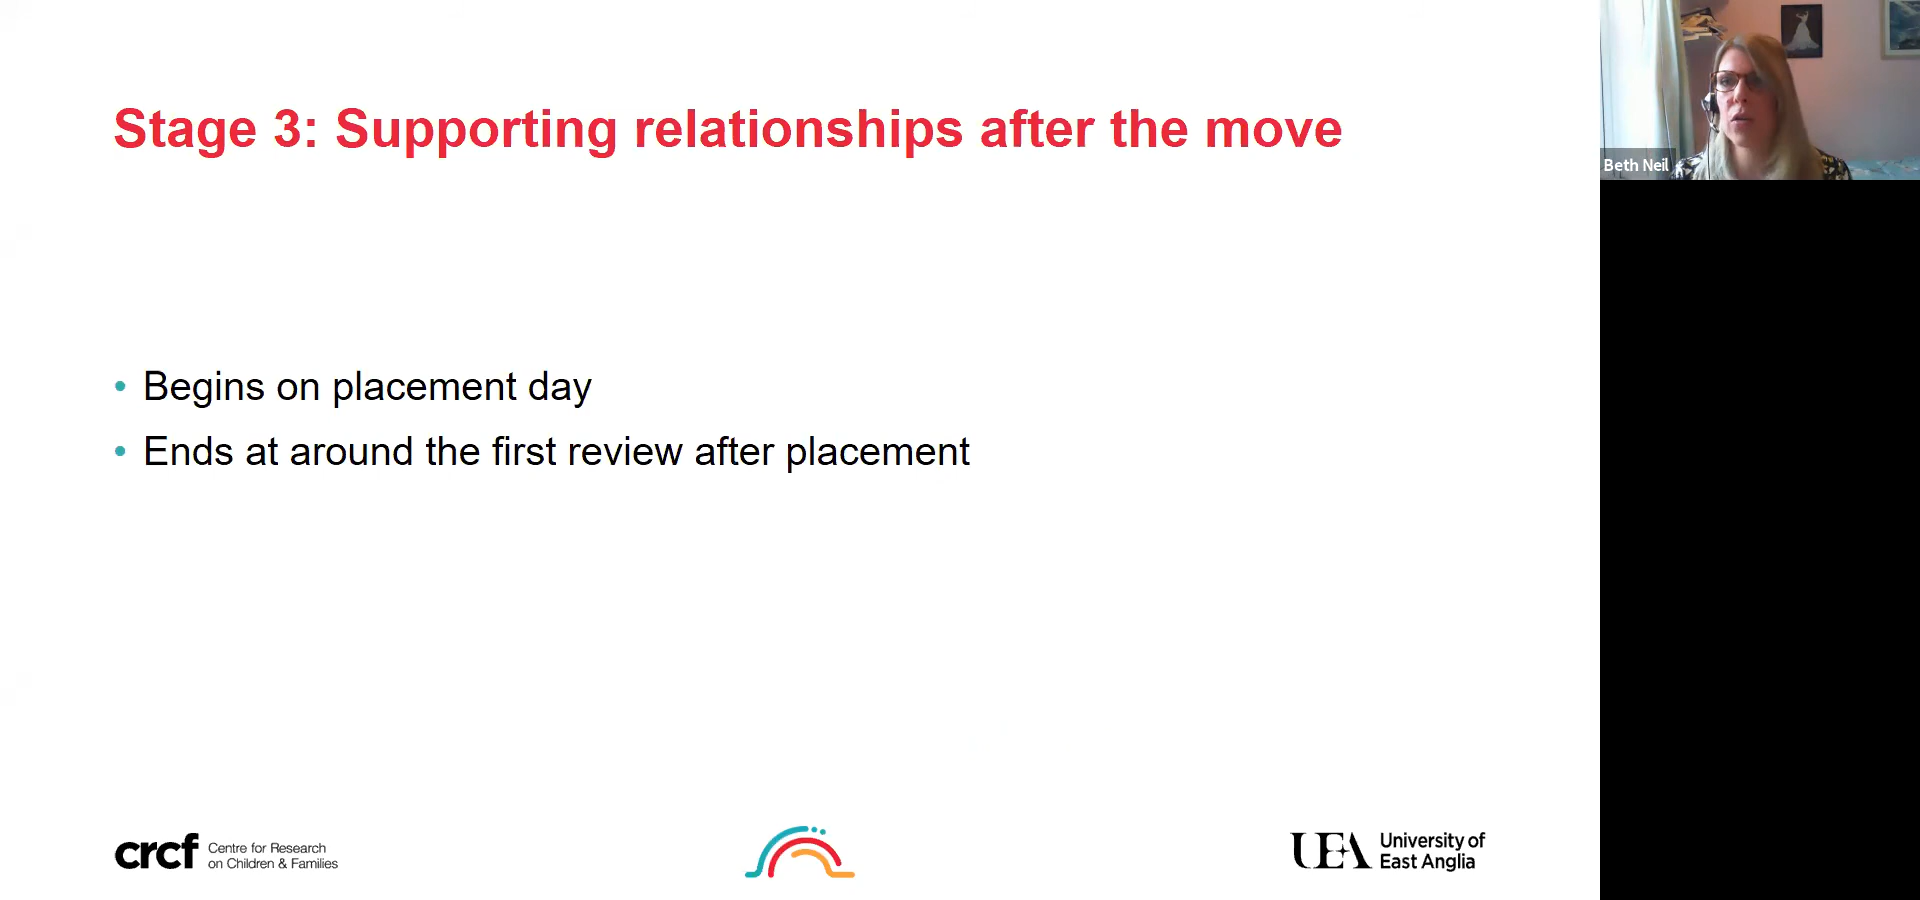 Stage 3: Supporting relationships after the move
Beth Neil
• Begins on placement day
• Ends at around the first review after placement
crcf
Centre for Research
on Children & Families
UEA
University of
East Anglia